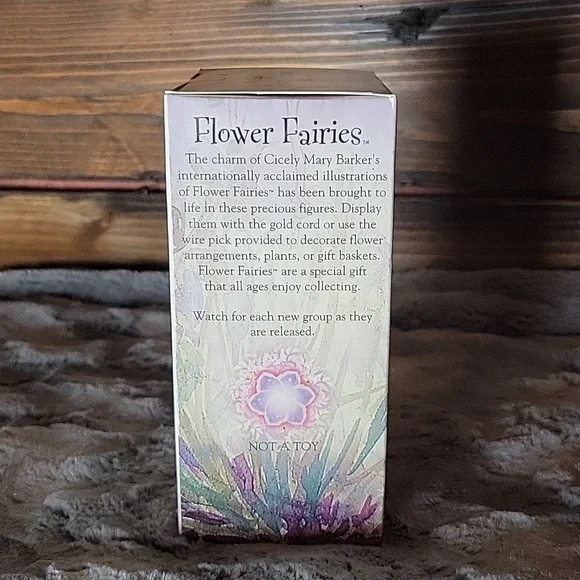 Flower Fairies™
The charm of Cicely Mary Barker's
internationally acclaimed illustrations
of Flower Fairies™ has been brought to
life in these precious figures. Display
them with the gold cord or use the
wire pick provided to decorate flower
arrangements, plants, or gift baskets.
Flower Fairies™ are a special gift
that all ages enjoy collecting.
Watch for each new group as they
are released.
NOT A TOY